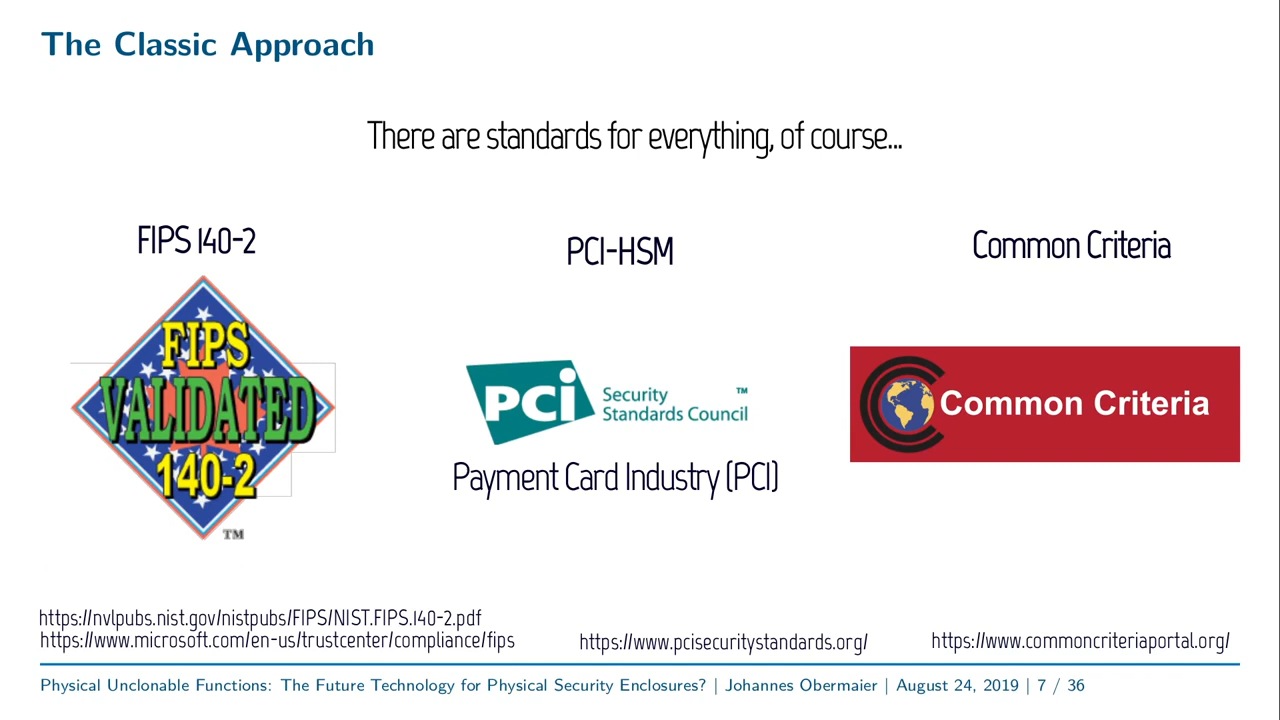 The Classic Approach
There are standards for everything, of course...
FIPS 140-2
PCI-HSM
Common Criteria
FIPS
VALIDATED
140-2
TM
PCi Security
Standards Council
TM
Payment Card Industry (PCI)
Common Criteria
https://nvlpubs.nist.gov/nistpubs/FIPS/NIST.FIPS.140-2.pdf
https://www.microsoft.com/en-us/trustcenter/compliance/fips
https://www.pcisecuritystandards.org/
https://www.commoncriteriaportal.org/
Physical Unclonable Functions: The Future Technology for Physical Security Enclosures? | Johannes Obermaier | August 24, 2019 | 7 / 36